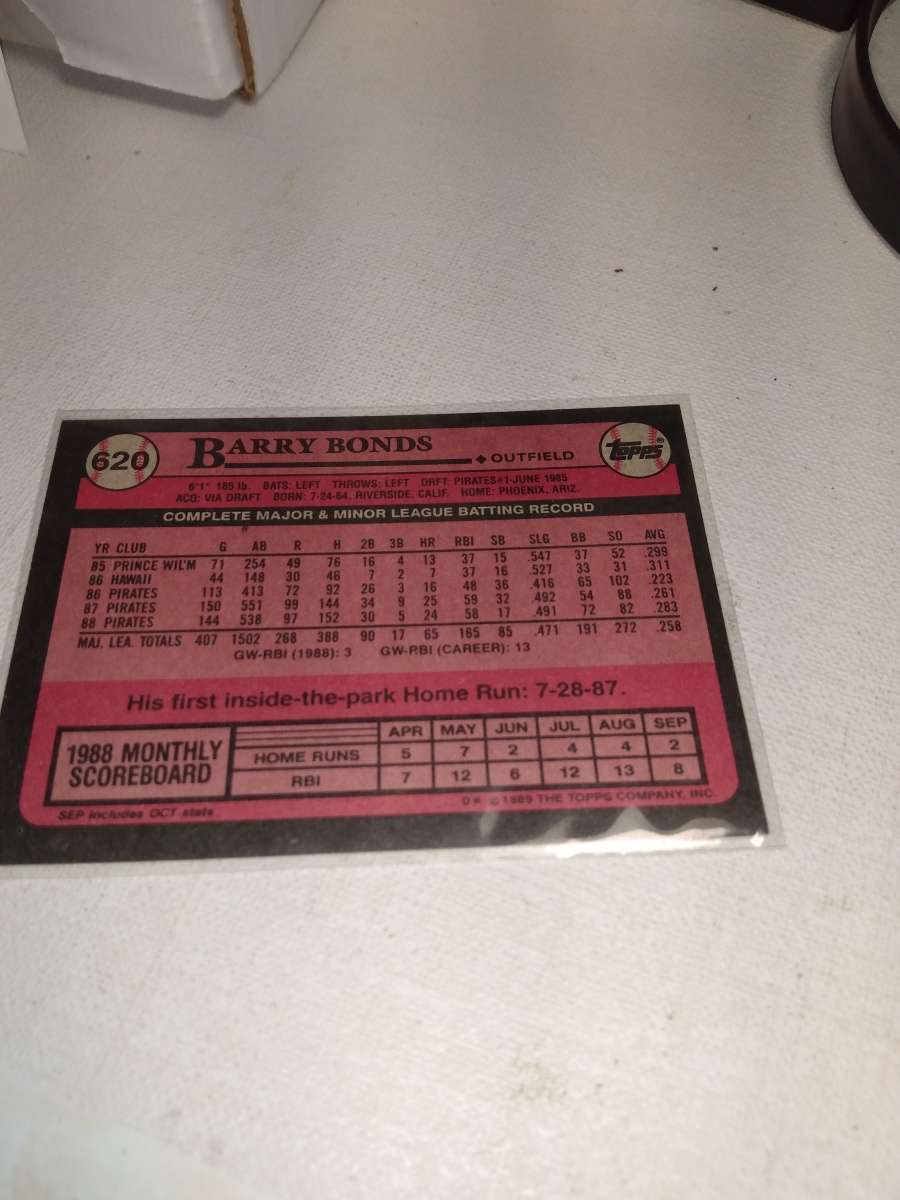 620 BARRY BONDS ◆ OUTFIELD topps®
6'1" 185 lb. BATS: LEFT THROWS: LEFT DRFT: PIRATES#1-JUNE 1985
ACQ: VIA DRAFT BORN: 7-24-64, RIVERSIDE, CALIF. HOME: PHOENIX, ARIZ.
COMPLETE MAJOR & MINOR LEAGUE BATTING RECORD
YR CLUB G AB R H 2B 3B HR RBI SB SLG BB SO AVG
85 PRINCE WIL'M 71 254 49 76 16 4 13 37 15 .547 37 52 .299
86 HAWAII 44 148 30 46 7 2 7 37 16 .527 33 31 .311
86 PIRATES 113 413 72 92 26 3 16 48 36 .416 65 102 .223
87 PIRATES 150 551 99 144 34 9 25 59 32 .492 54 88 .261
88 PIRATES 144 538 97 152 30 5 24 58 17 .491 72 82 .283
MAJ. LEA. TOTALS 407 1502 268 388 90 17 65 165 85 .471 191 272 .258
GW-RBI (1988): 3 GW-RBI (CAREER): 13
His first inside-the-park Home Run: 7-28-87.
1988 MONTHLY SCOREBOARD
APR MAY JUN JUL AUG SEP
HOME RUNS 5 7 2 4 4 2
RBI 7 12 6 12 13 8
SEP includes OCT stats
© 1989 THE TOPPS COMPANY, INC.